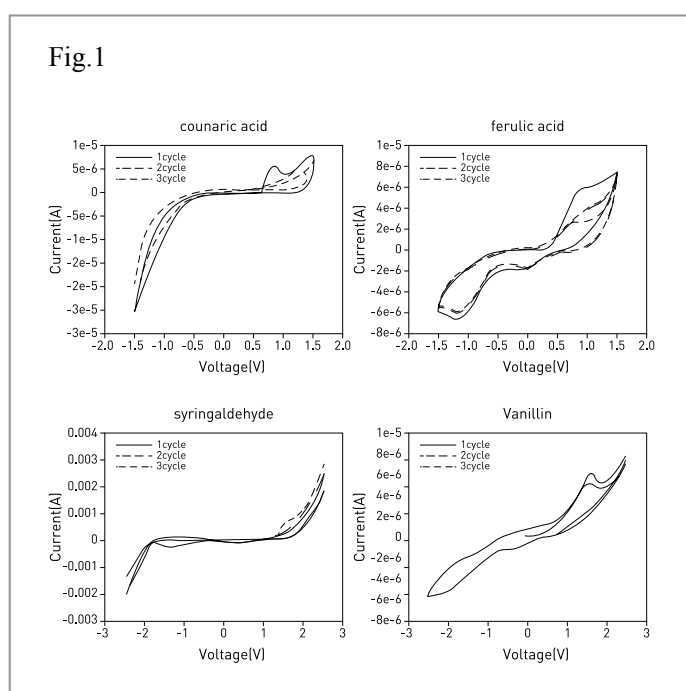 Fig.1
counaric acid
1cycle
2cycle
3cycle
1e-5
5e-6
0
-5e-6
-1e-5
-2e-5
-2e-5
-3e-5
-3e-5
Current(A)
-2.0 -1.5 -1.0 -0.5 0.0 0.5 1.0 1.5 2.0
Voltage(V)
ferulic acid
1cycle
2cycle
3cycle
1e-5
8e-6
6e-6
4e-6
2e-6
0
-2e-6
-4e-6
-6e-6
-8e-6
Current(A)
-2.0 -1.5 -1.0 -0.5 0.0 0.5 1.0 1.5 2.0
Voltage(V)
syringaldehyde
1cycle
2cycle
3cycle
0.004
0.003
0.002
0.001
0
-0.001
-0.002
-0.003
Current(A)
-3 -2 -1 0 1 2 3
Voltage(V)
Vanillin
1cycle
2cycle
3cycle
1e-5
8e-6
6e-6
4e-6
2e-6
0
-2e-6
-4e-6
-6e-6
-8e-6
Current(A)
-3 -2 -1 0 1 2 3
Voltage(V)